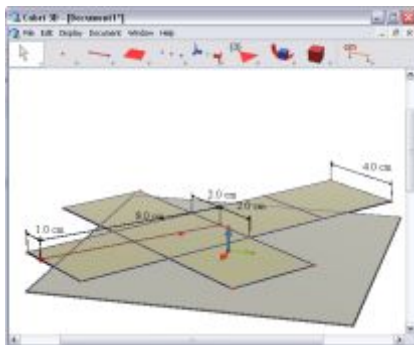 Cabri 3D - [Document1*]
File Edit Display Document Window Help
4.0 cm
2.0 cm
2.0 cm
8.0 cm
1.0 cm